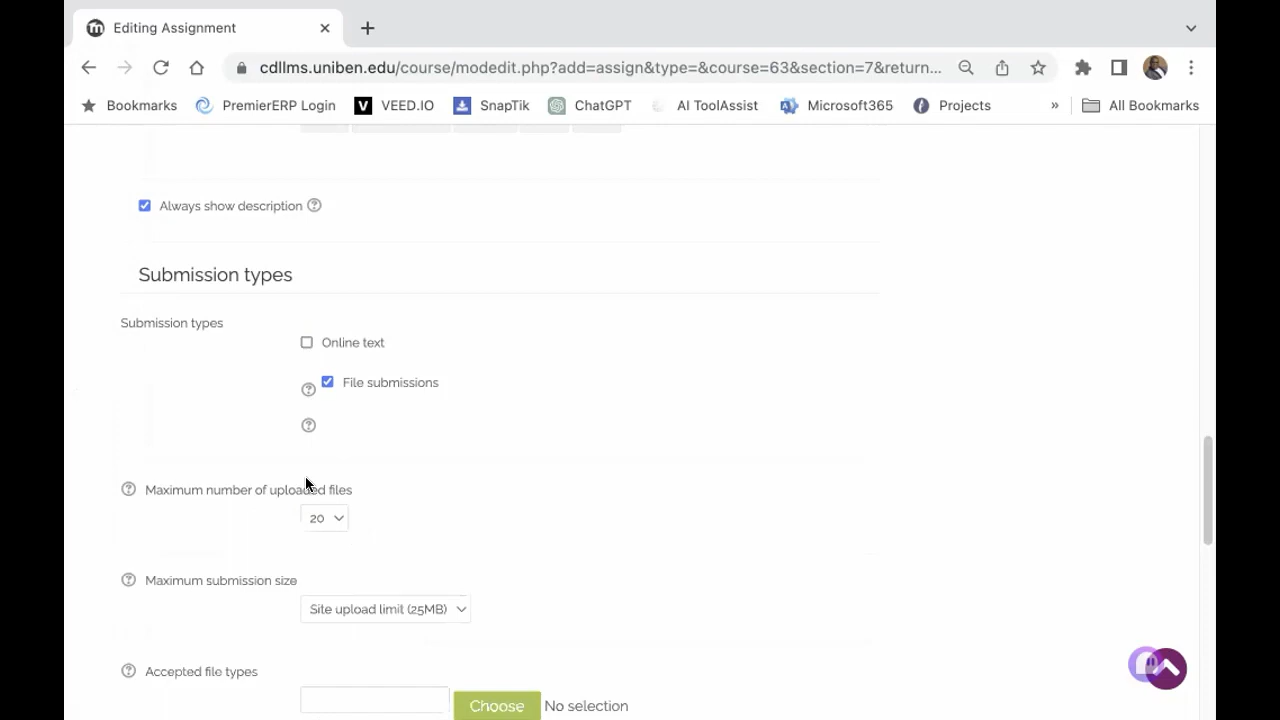 Editing Assignment
cdllms.uniben.edu/course/modedit.php?add=assign&type=&course=63&section=7&return...
Bookmarks PremierERP Login VEED.IO SnapTik ChatGPT AI ToolAssist Microsoft365 Projects » All Bookmarks
Always show description
Submission types
Submission types
Online text
File submissions
Maximum number of uploaded files
20
Maximum submission size
Site upload limit (25MB)
Accepted file types
Choose No selection